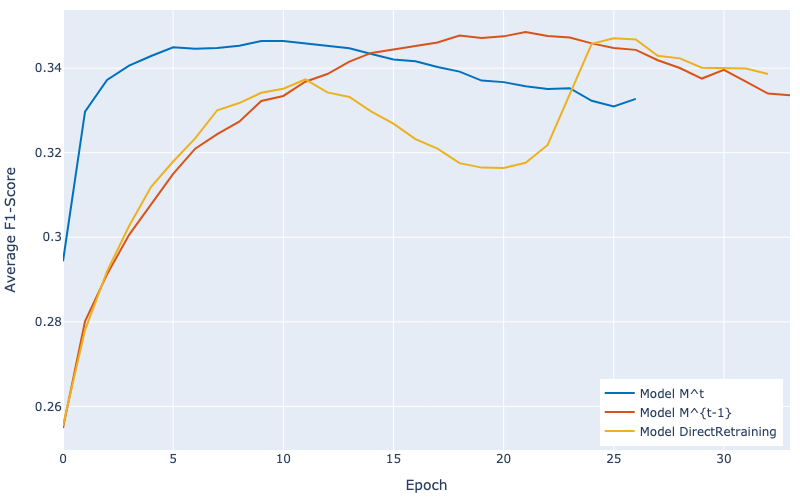 Average F1-Score
0.34
0.32
0.3
0.28
0.26
0 5 10 15 20 25 30
Epoch
Model M^t
Model M^{t-1}
Model DirectRetraining